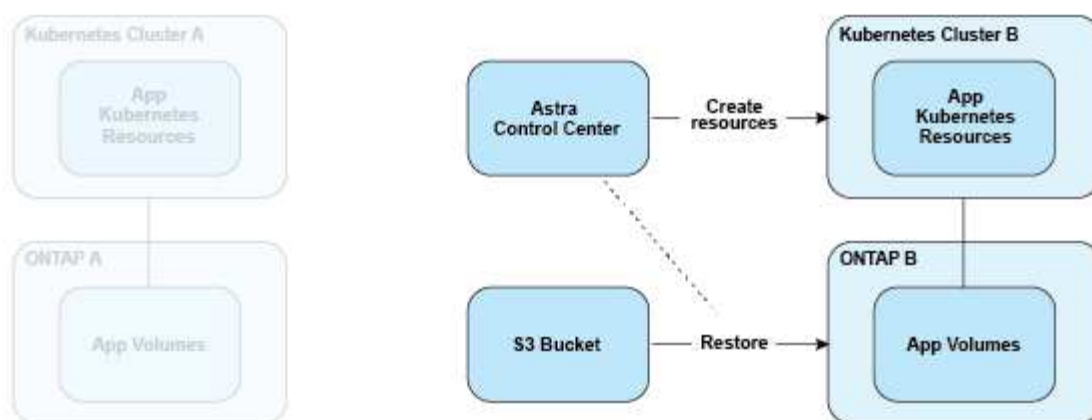 Kubernetes Cluster A
App
Kubernetes
Resources
ONTAP A
App Volumes
Astra
Control Center
Create
resources
Kubernetes Cluster B
App
Kubernetes
Resources
S3 Bucket
Restore
ONTAP B
App Volumes